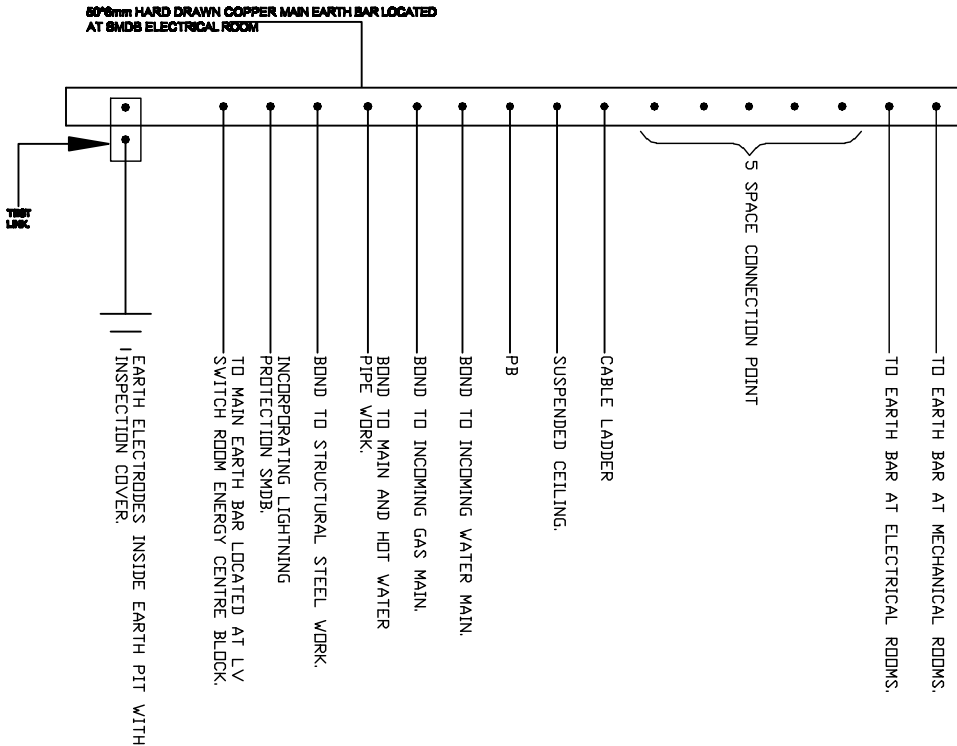 50*6mm HARD DRAWN COPPER MAIN EARTH BAR LOCATED
AT SMDB ELECTRICAL ROOM
TEST
LINK.
EARTH ELECTRODES INSIDE EARTH PIT WITH
INSPECTION COVER.
TO MAIN EARTH BAR LOCATED AT LV
SWITCH ROOM ENERGY CENTRE BLOCK.
INCORPORATING LIGHTNING
PROTECTION SMDB.
BOND TO STRUCTURAL STEEL WORK.
BOND TO MAIN AND HOT WATER
PIPE WORK.
BOND TO INCOMING GAS MAIN.
BOND TO INCOMING WATER MAIN.
PB
SUSPENDED CEILING.
CABLE LADDER
5 SPACE CONNECTION POINT
TO EARTH BAR AT ELECTRICAL ROOMS.
TO EARTH BAR AT MECHANICAL ROOMS.